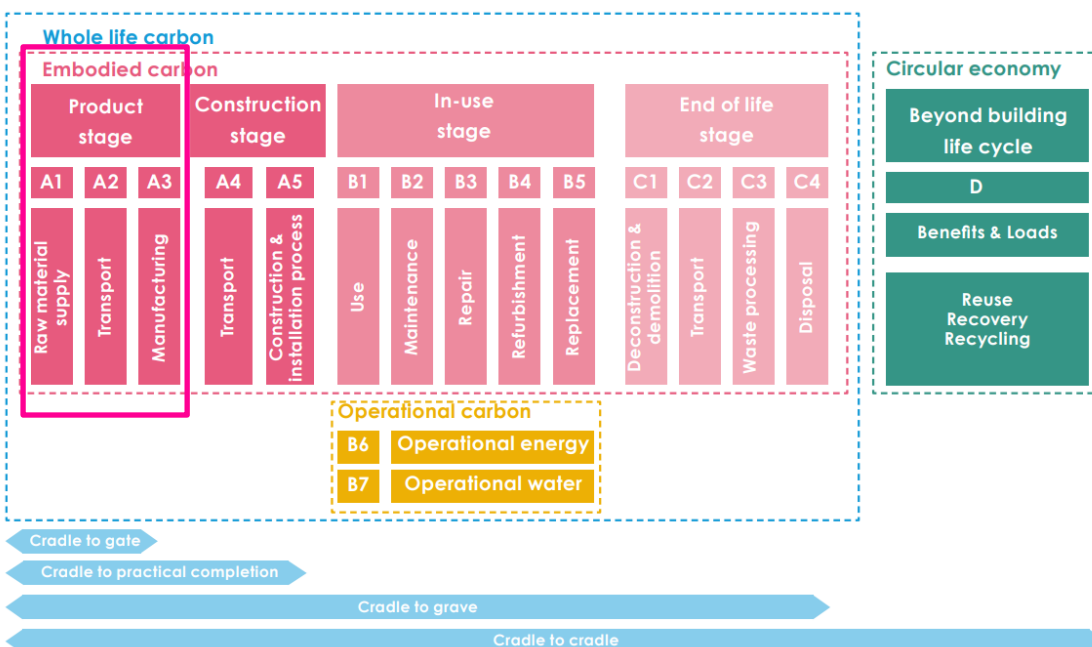 Whole life carbon
Embodied carbon
Product
stage
Construction
stage
In-use
stage
End of life
stage
A1
A2
A3
A4
A5
B1
B2
B3
B4
B5
C1
C2
C3
C4
Raw material
supply
Transport
Manufacturing
Transport
Construction &
installation process
Use
Maintenance
Repair
Refurbishment
Replacement
Deconstruction &
demolition
Transport
Waste processing
Disposal
Operational carbon
B6
Operational energy
B7
Operational water
Circular economy
Beyond building
life cycle
D
Benefits & Loads
Reuse
Recovery
Recycling
Cradle to gate
Cradle to practical completion
Cradle to grave
Cradle to cradle